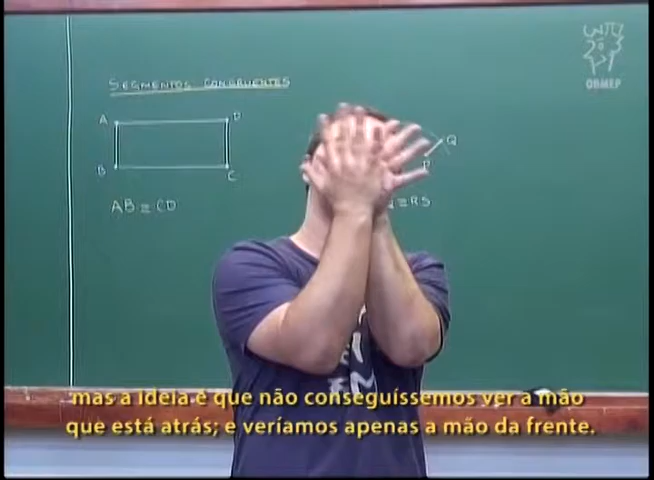 OBMEP
SEGMENTOS CONGRUENTES
A D
B C
AB ≡ CD
Q
P
≡ RS
mas a ideia é que não conseguíssemos ver a mão
que está atrás; e veríamos apenas a mão da frente.